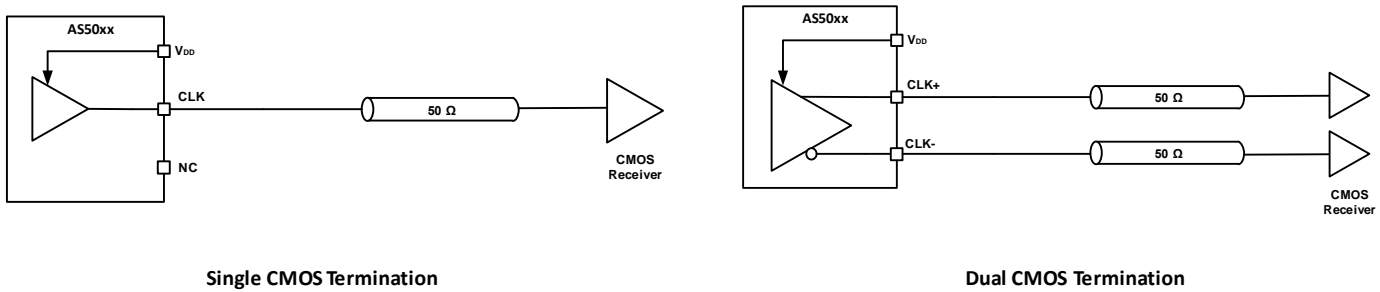 AS50xx
VDD
CLK
50 Ω
NC
CMOS
Receiver
Single CMOS Termination
AS50xx
VDD
CLK+
50 Ω
CLK-
50 Ω
CMOS
Receiver
Dual CMOS Termination